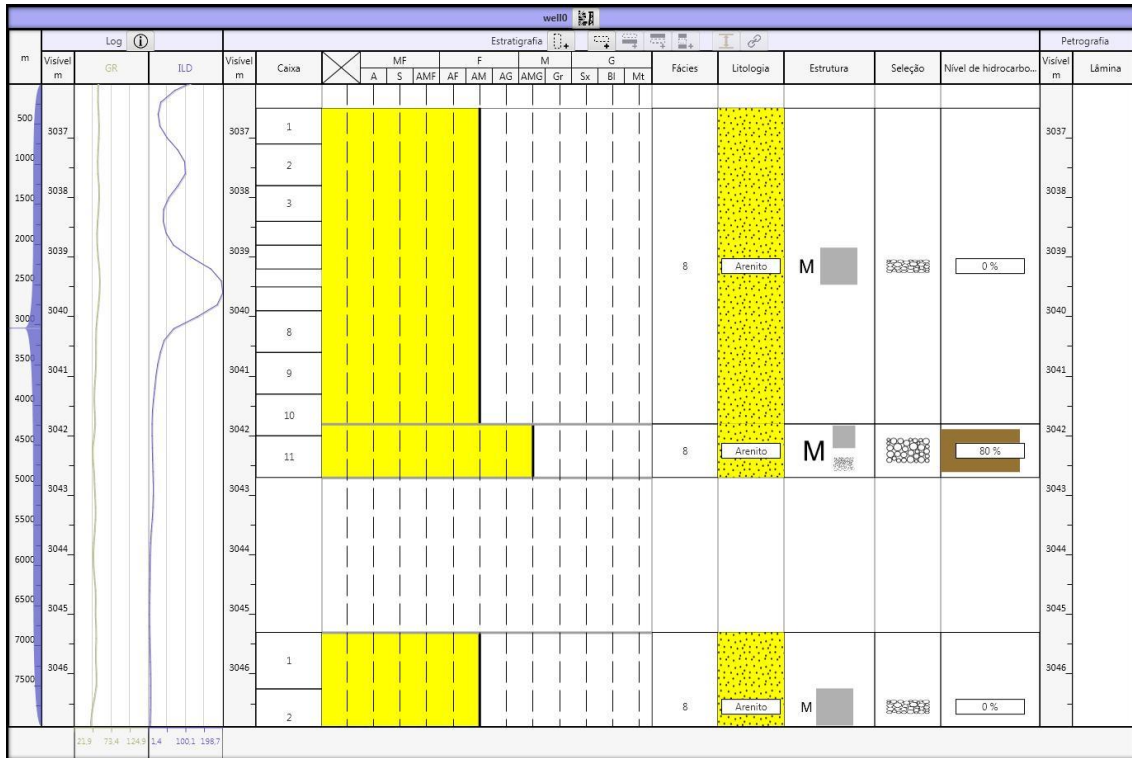 well0
Log Estratigrafia Petrografia
m Visível m GR ILD Visível m Caixa MF F M G Fácies Litologia Estrutura Seleção Nível de hidrocarbo... Visível m Lâmina
A S AMF AF AM AG AMG Gr Sx Bl Mt
500 3037 3037 1 3037
1000 2
1500 3038 3038 3 3038
2000 3039 3039 3039
2500 8 Arenito M 0 %
3000 3040 3040 3040
8
3500 3041 3041 9 3041
4000 10
4500 3042 3042 3042
11 8 Arenito M 80 %
5000 3043 3043 3043
5500 3044 3044 3044
6000
6500 3045 3045 3045
7000 3046 3046 1 3046
7500
2 8 Arenito M 0 %
21,9 73,4 124,9 1,4 100,1 198,7